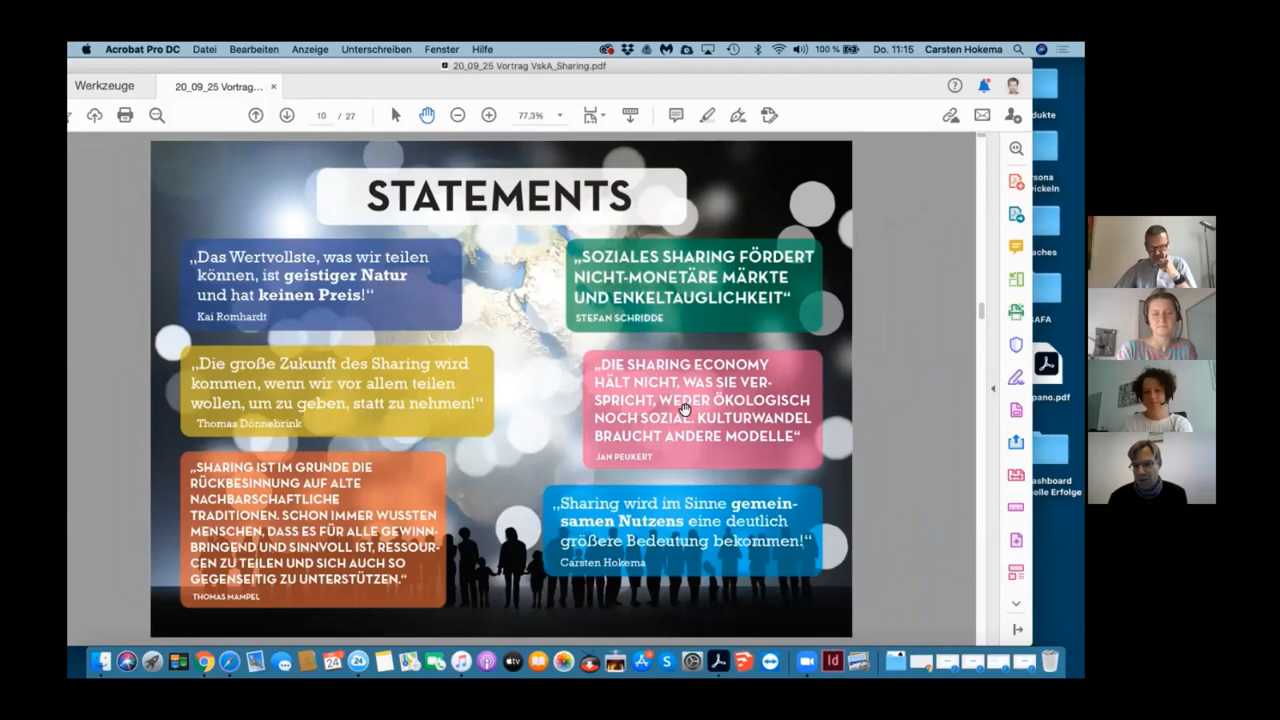 Acrobat Pro DC Datei Bearbeiten Anzeige Unterschreiben Fenster Hilfe 100 % Do. 11:15 Carsten Hokema
20_09_25 Vortrag VskA_Sharing.pdf
Werkzeuge 20_09_25 Vortrag... ×
10 / 27 77,3%
STATEMENTS
„Das Wertvollste, was wir teilen
können, ist geistiger Natur
und hat keinen Preis!“
Kai Romhardt
„SOZIALES SHARING FÖRDERT
NICHT-MONETÄRE MÄRKTE
UND ENKELTAUGLICHKEIT“
STEFAN SCHRIDDE
„Die große Zukunft des Sharing wird
kommen, wenn wir vor allem teilen
wollen, um zu geben, statt zu nehmen!“
Thomas Dönnebrink
„DIE SHARING ECONOMY
HÄLT NICHT, WAS SIE VER-
SPRICHT, WEDER ÖKOLOGISCH
NOCH SOZIAL. KULTURWANDEL
BRAUCHT ANDERE MODELLE“
JAN PEUKERT
„SHARING IST IM GRUNDE DIE
RÜCKBESINNUNG AUF ALTE
NACHBARSCHAFTLICHE
TRADITIONEN. SCHON IMMER WUSSTEN
MENSCHEN, DASS ES FÜR ALLE GEWINN-
BRINGEND UND SINNVOLL IST, RESSOUR-
CEN ZU TEILEN UND SICH AUCH SO
GEGENSEITIG ZU UNTERSTÜTZEN.“
THOMAS MAMPEL
„Sharing wird im Sinne gemein-
samen Nutzens eine deutlich
größere Bedeutung bekommen!“
Carsten Hokema
dukte
sona
wickeln
aches
AFA
pano.pdf
ashboard
nelle Erfolge
24
Id